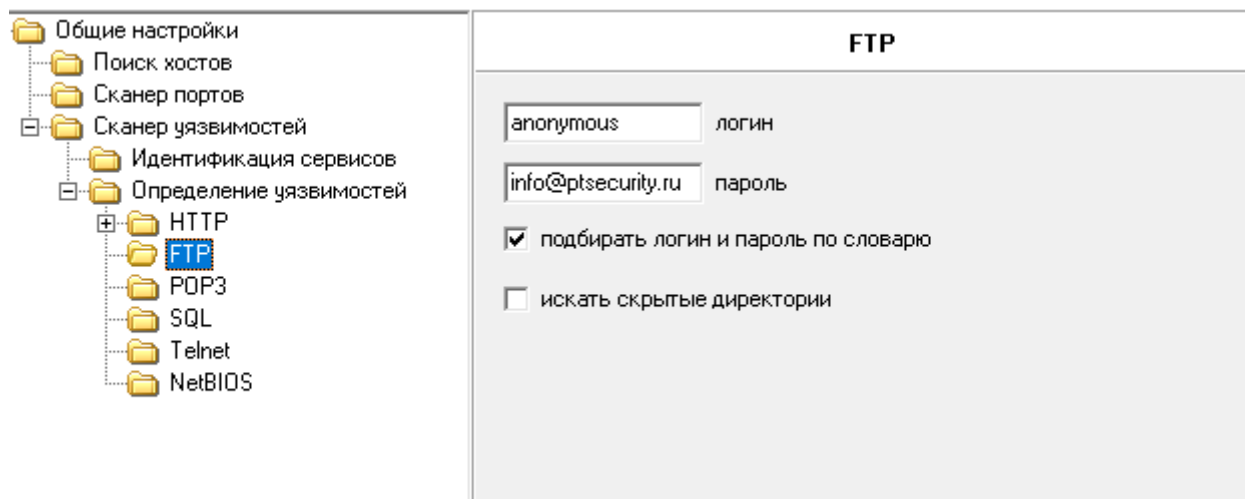 Общие настройки
Поиск хостов
Сканер портов
Сканер уязвимостей
Идентификация сервисов
Определение уязвимостей
HTTP
FTP
POP3
SQL
Telnet
NetBIOS
FTP
anonymous логин
info@ptsecurity.ru пароль
подбирать логин и пароль по словарю
искать скрытые директории